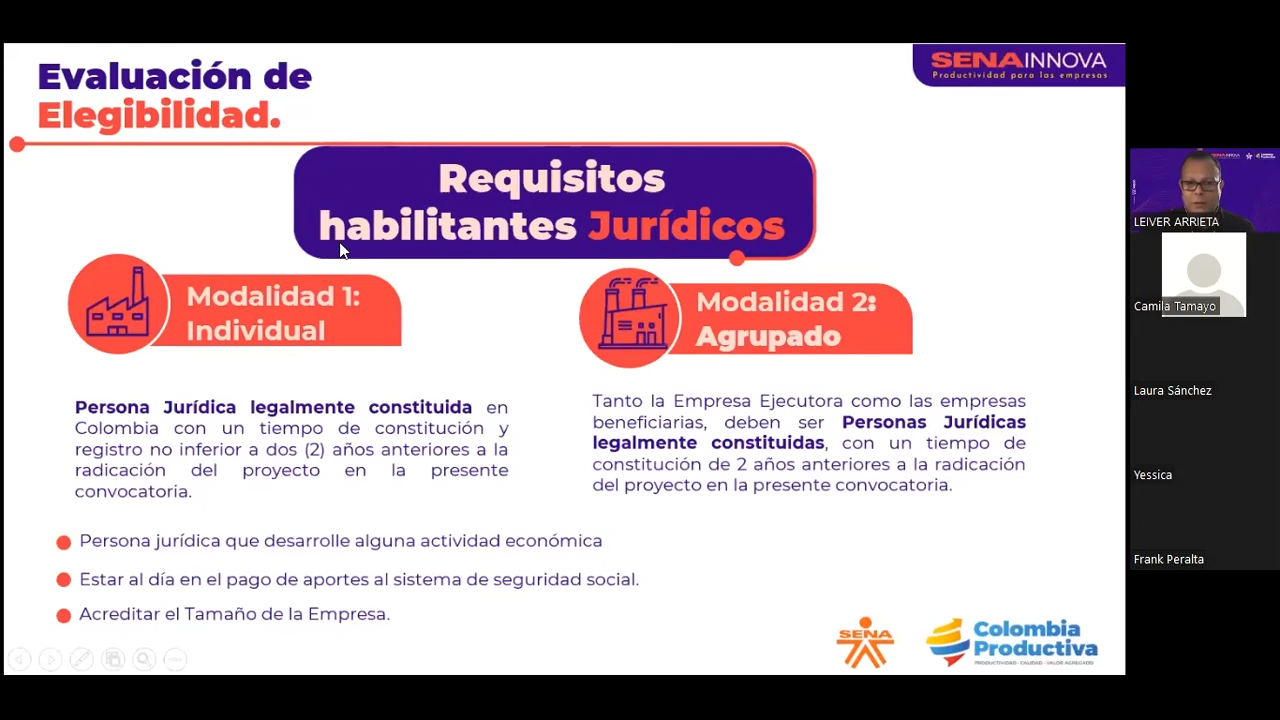 Evaluación de
Elegibilidad.
SENAINNOVA
Productividad para las empresas
Requisitos
habilitantes Jurídicos
Modalidad 1:
Individual
Persona Jurídica legalmente constituida en
Colombia con un tiempo de constitución y
registro no inferior a dos (2) años anteriores a la
radicación del proyecto en la presente
convocatoria.
Modalidad 2:
Agrupado
Tanto la Empresa Ejecutora como las empresas
beneficiarias, deben ser Personas Jurídicas
legalmente constituidas, con un tiempo de
constitución de 2 años anteriores a la radicación
del proyecto en la presente convocatoria.
Persona jurídica que desarrolle alguna actividad económica
Estar al día en el pago de aportes al sistema de seguridad social.
Acreditar el Tamaño de la Empresa.
SENA
Colombia
Productiva
PRODUCTIVIDAD - CALIDAD - VALOR AGREGADO
LEIVER ARRIETA
Camila Tamayo
Laura Sánchez
Yessica
Frank Peralta